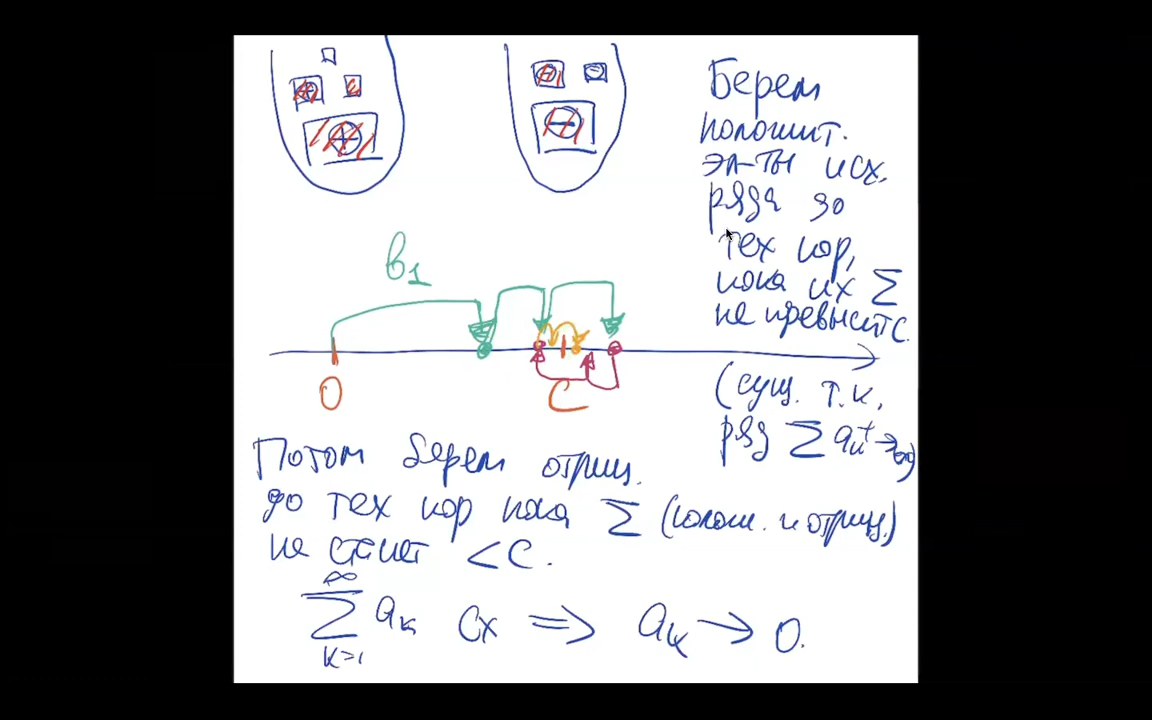 Берем
положит.
эл-ты исх.
ряда до
тех пор,
пока их Σ
не превысит C.
(сущ. т.к.
ряд Σ aₖ⁺→∞)
b₁
0
C
Потом берем отриц.
до тех пор пока Σ (полож. и отриц.)
не станет < C.
∞
Σ aₖ сх ⇒ aₖ → 0.
k=1